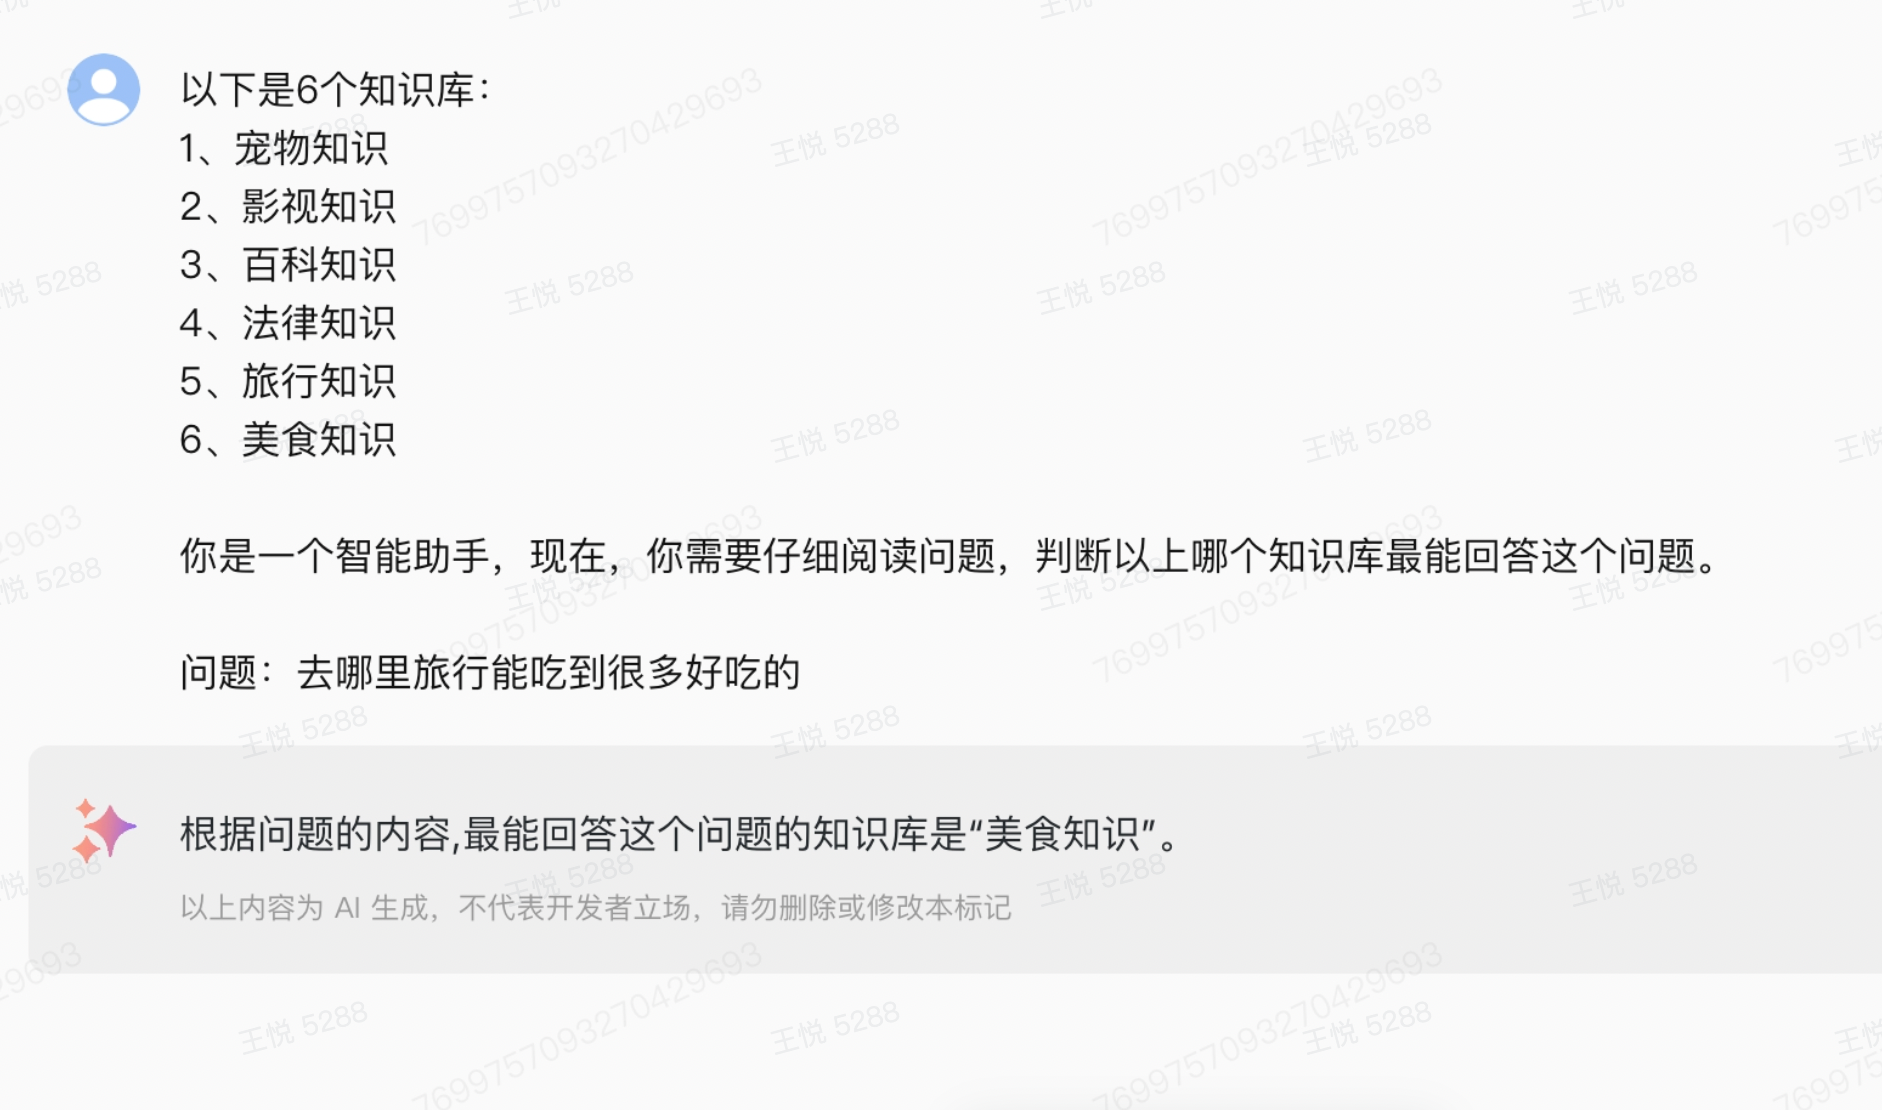 以下是6个知识库：
1、宠物知识
2、影视知识
3、百科知识
4、法律知识
5、旅行知识
6、美食知识
你是一个智能助手，现在，你需要仔细阅读问题，判断以上哪个知识库最能回答这个问题。
问题：去哪里旅行能吃到很多好吃的
根据问题的内容,最能回答这个问题的知识库是“美食知识”。
以上内容为 AI 生成，不代表开发者立场，请勿删除或修改本标记
王悦 5288
7699757093270429693